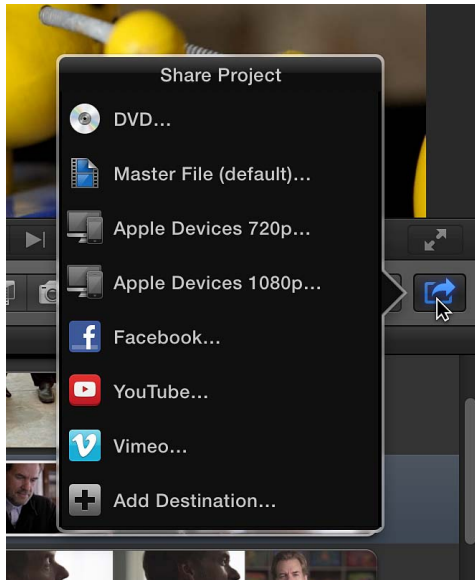 Share Project
DVD...
Master File (default)...
Apple Devices 720p...
Apple Devices 1080p...
Facebook...
YouTube...
Vimeo...
Add Destination...